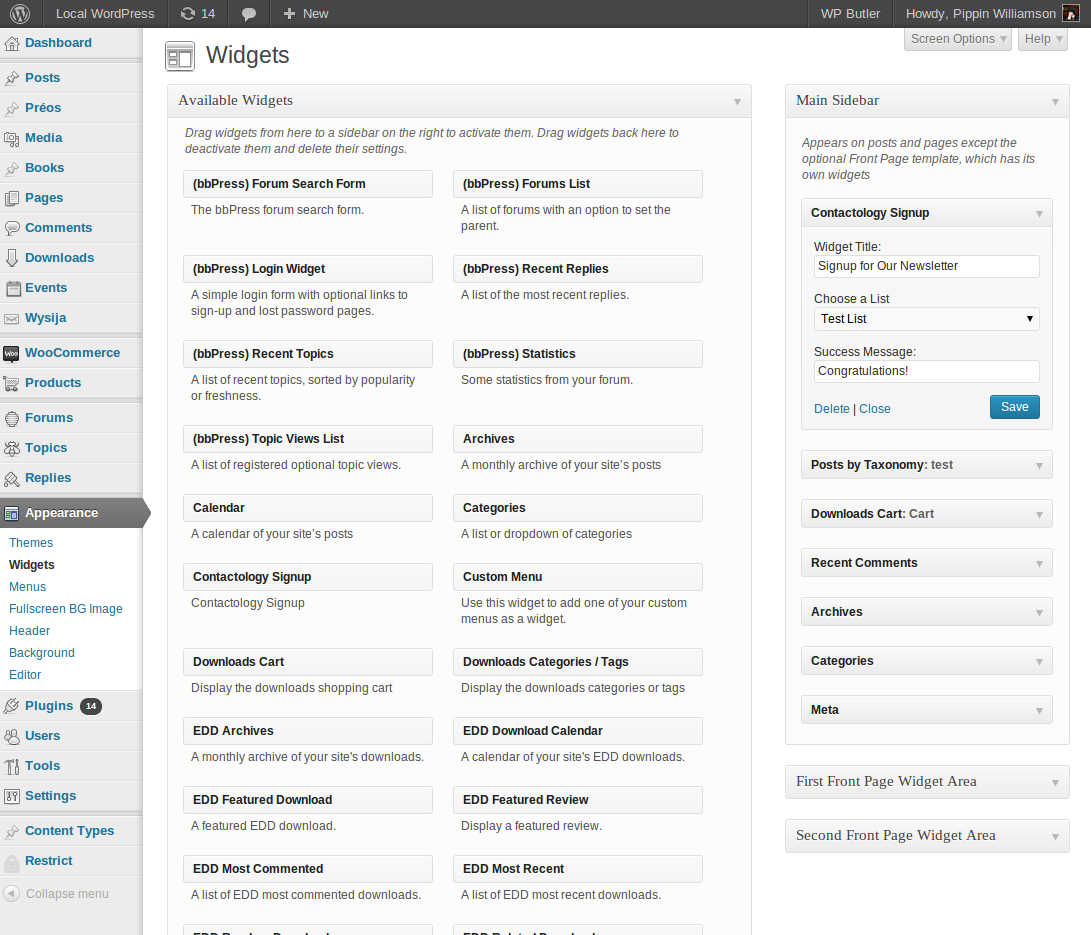 Local WordPress
14
New
WP Butler
Howdy, Pippin Williamson
Screen Options
Help
Dashboard
Posts
Préos
Media
Books
Pages
Comments
Downloads
Events
Wysija
Woo
WooCommerce
Products
Forums
Topics
Replies
Appearance
Themes
Widgets
Menus
Fullscreen BG Image
Header
Background
Editor
Plugins 14
Users
Tools
Settings
Content Types
Restrict
Collapse menu
Widgets
Available Widgets
Drag widgets from here to a sidebar on the right to activate them. Drag widgets back here to
deactivate them and delete their settings.
(bbPress) Forum Search Form
The bbPress forum search form.
(bbPress) Forums List
A list of forums with an option to set the
parent.
(bbPress) Login Widget
A simple login form with optional links to
sign-up and lost password pages.
(bbPress) Recent Replies
A list of the most recent replies.
(bbPress) Recent Topics
A list of recent topics, sorted by popularity
or freshness.
(bbPress) Statistics
Some statistics from your forum.
(bbPress) Topic Views List
A list of registered optional topic views.
Archives
A monthly archive of your site's posts
Calendar
A calendar of your site's posts
Categories
A list or dropdown of categories
Contactology Signup
Contactology Signup
Custom Menu
Use this widget to add one of your custom
menus as a widget.
Downloads Cart
Display the downloads shopping cart
Downloads Categories / Tags
Display the downloads categories or tags
EDD Archives
A monthly archive of your site's downloads.
EDD Download Calendar
A calendar of your site's EDD downloads.
EDD Featured Download
A featured EDD download.
EDD Featured Review
Display a featured review.
EDD Most Commented
A list of EDD most commented downloads.
EDD Most Recent
A list of EDD most recent downloads.
Main Sidebar
Appears on posts and pages except the
optional Front Page template, which has its
own widgets
Contactology Signup
Widget Title:
Signup for Our Newsletter
Choose a List
Test List
Success Message:
Congratulations!
Delete | Close
Save
Posts by Taxonomy: test
Downloads Cart: Cart
Recent Comments
Archives
Categories
Meta
First Front Page Widget Area
Second Front Page Widget Area